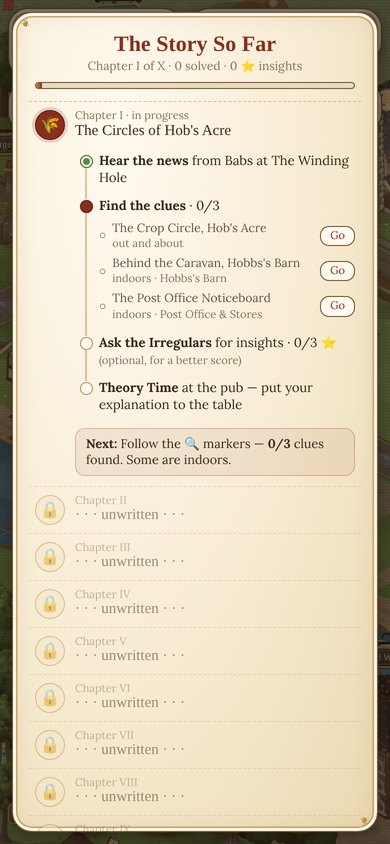 The Story So Far
Chapter I of X · 0 solved · 0 ⭐ insights
Chapter I · in progress
The Circles of Hob's Acre
Hear the news from Babs at The Winding
Hole
Find the clues · 0/3
The Crop Circle, Hob's Acre
out and about
Go
Behind the Caravan, Hobbs's Barn
indoors · Hobbs's Barn
Go
The Post Office Noticeboard
indoors · Post Office & Stores
Go
Ask the Irregulars for insights · 0/3 ⭐
(optional, for a better score)
Theory Time at the pub — put your
explanation to the table
Next: Follow the 🔍 markers — 0/3 clues
found. Some are indoors.
Chapter II
· · · unwritten · · ·
Chapter III
· · · unwritten · · ·
Chapter IV
· · · unwritten · · ·
Chapter V
· · · unwritten · · ·
Chapter VI
· · · unwritten · · ·
Chapter VII
· · · unwritten · · ·
Chapter VIII
· · · unwritten · · ·
Chapter IX